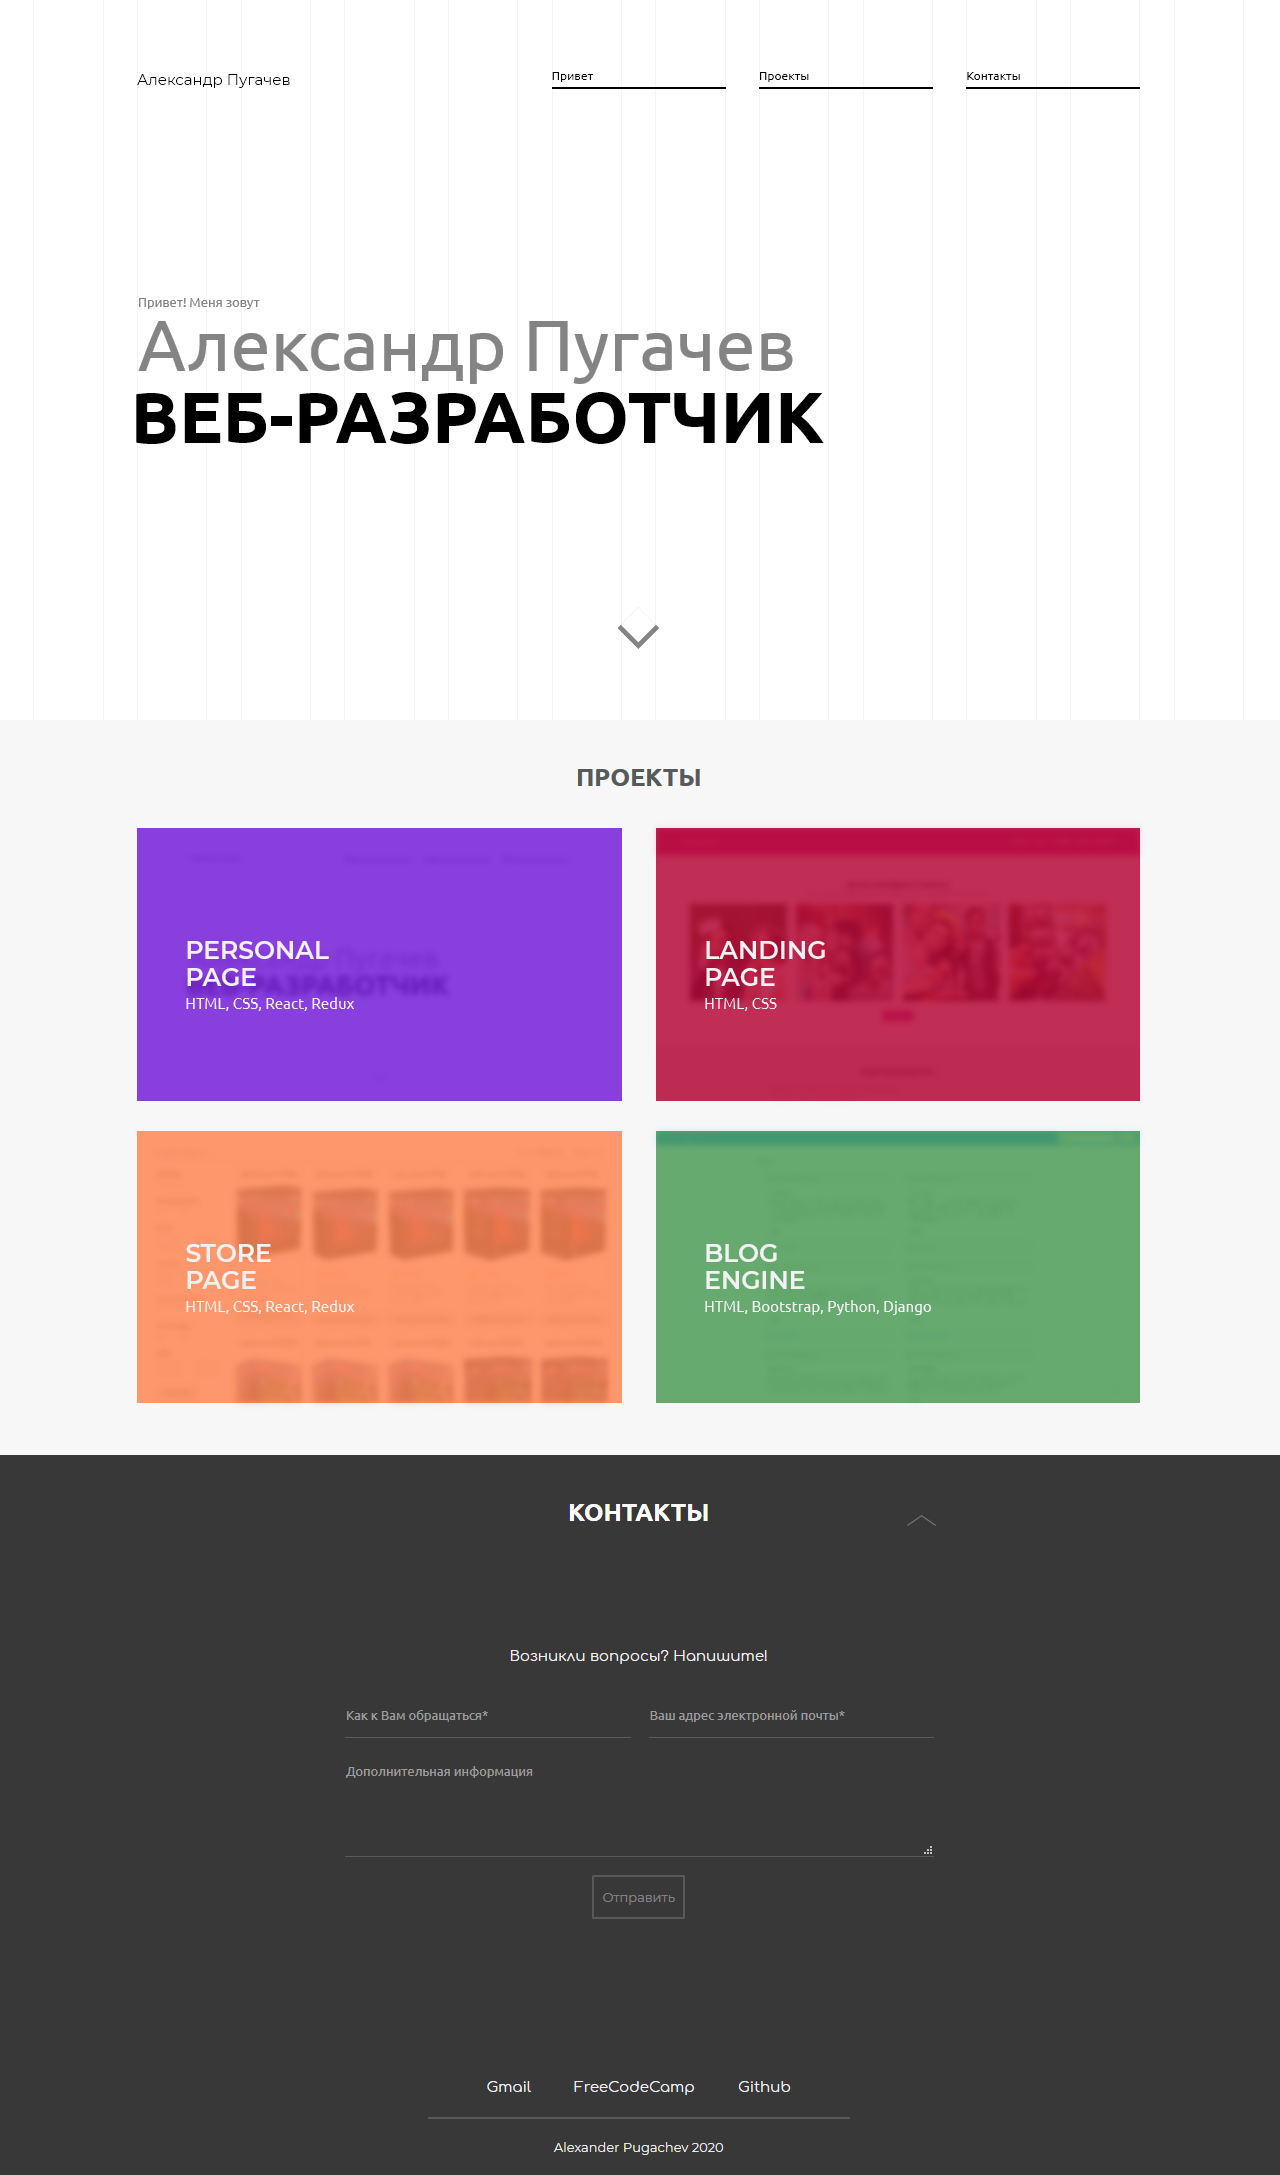 Александр Пугачев
Привет
Проекты
Контакты
Привет! Меня зовут
Александр Пугачев
ВЕБ-РАЗРАБОТЧИК
ПРОЕКТЫ
PERSONAL
PAGE
HTML, CSS, React, Redux
Пугачев
РАЗРАБОТЧИК
LANDING
PAGE
HTML, CSS
STORE
PAGE
HTML, CSS, React, Redux
BLOG
ENGINE
HTML, Bootstrap, Python, Django
КОНТАКТЫ
Возникли вопросы? Напишите!
Как к Вам обращаться*
Ваш адрес электронной почты*
Дополнительная информация
Отправить
Gmail
FreeCodeCamp
Github
Alexander Pugachev 2020